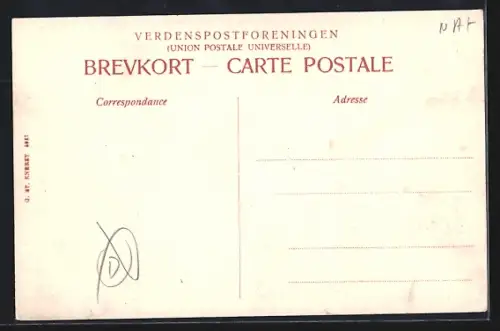 VERDENSPOSTFORENINGEN
(UNION POSTALE UNIVERSELLE)
BREVKORT — CARTE POSTALE
Correspondance
Adresse